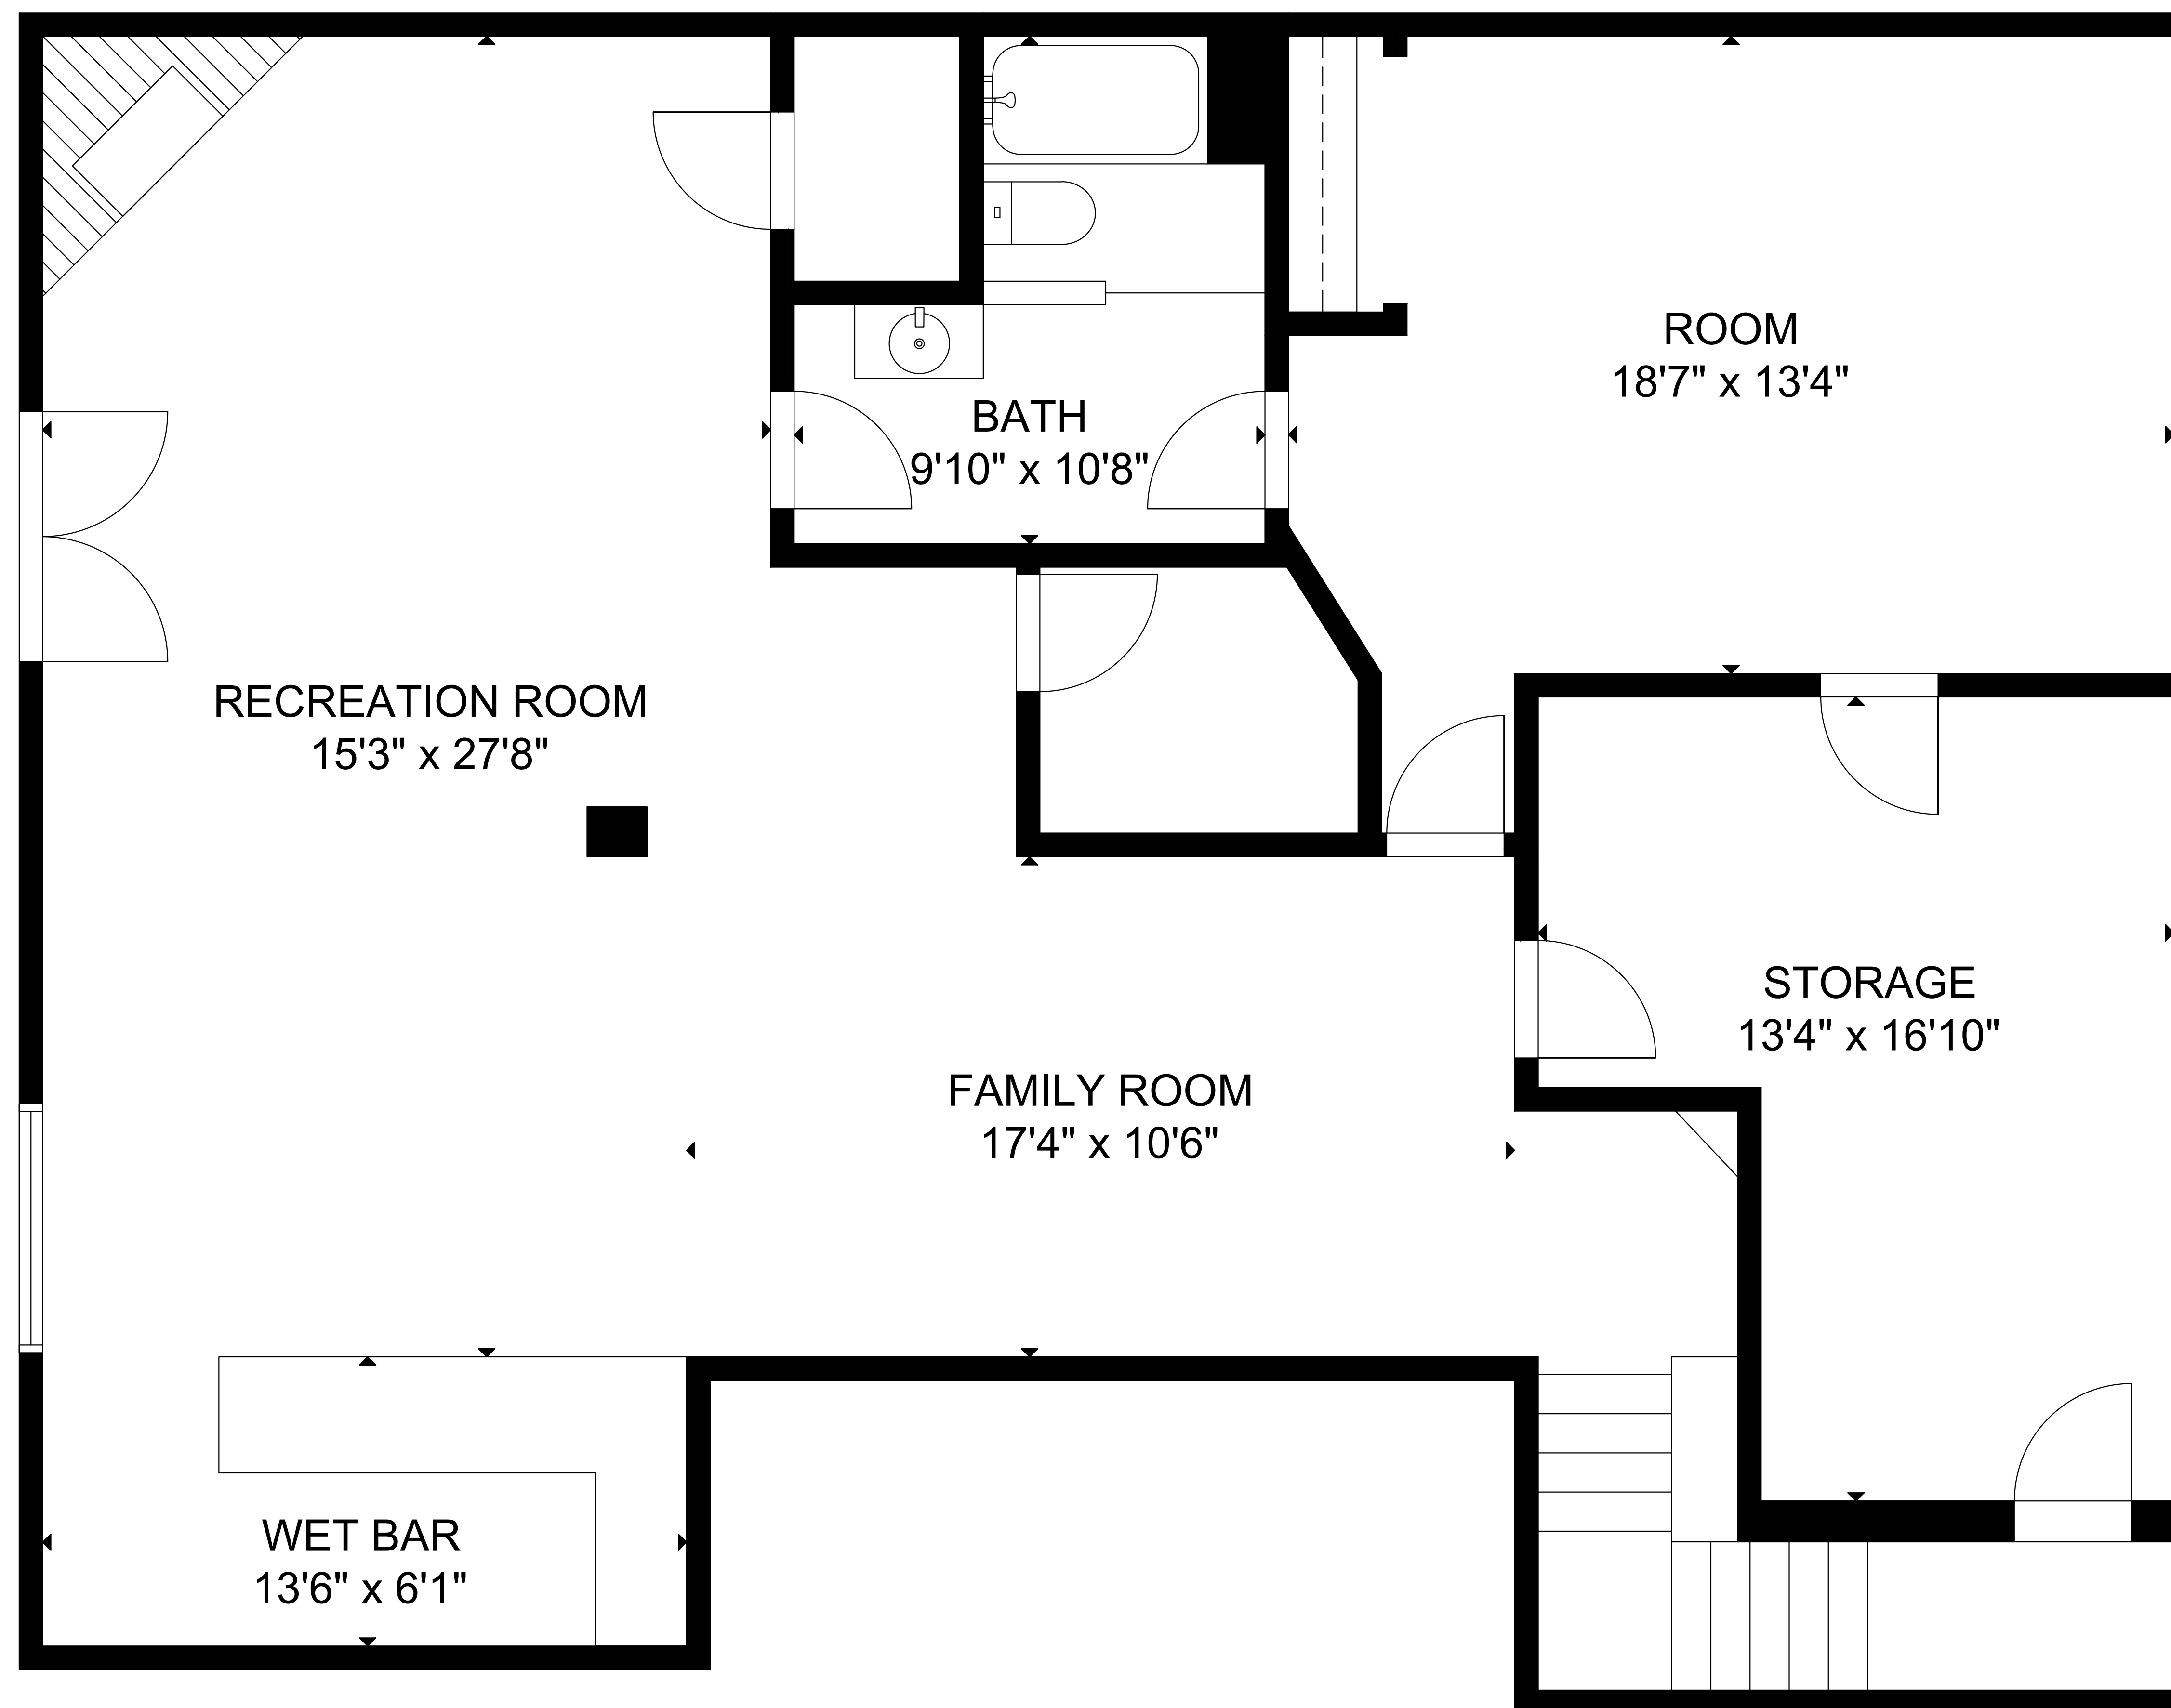 ROOM
18'7" x 13'4"
BATH
9'10" x 10'8"
RECREATION ROOM
15'3" x 27'8"
STORAGE
13'4" x 16'10"
FAMILY ROOM
17'4" x 10'6"
WET BAR
13'6" x 6'1"